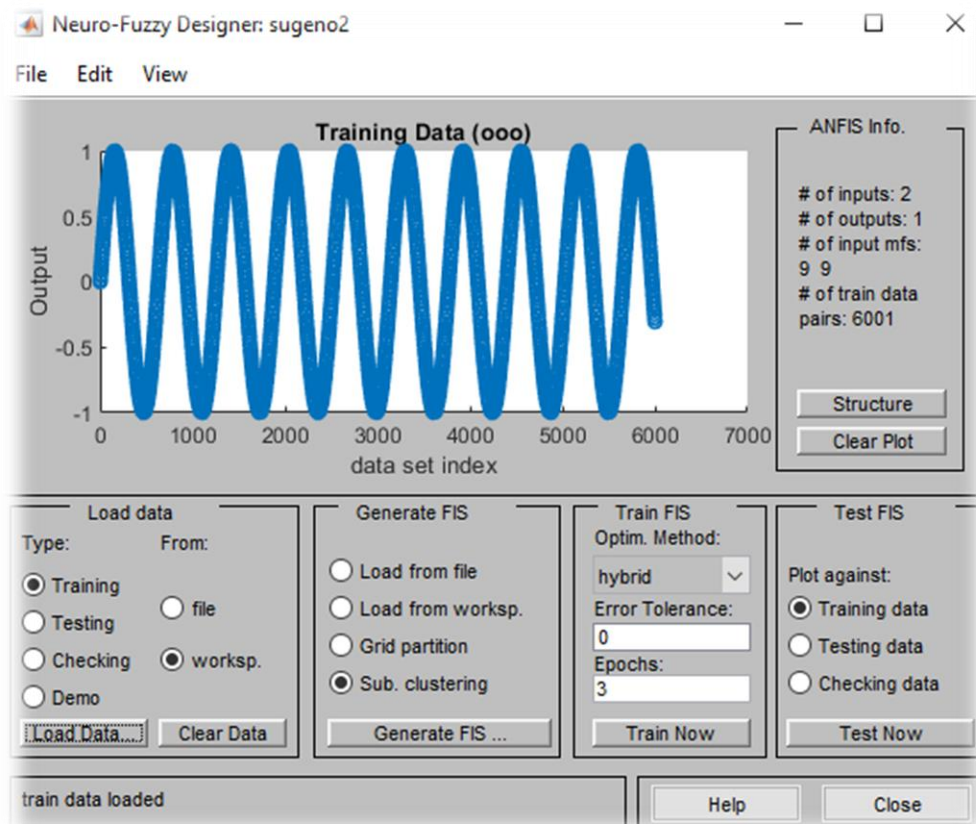 Neuro-Fuzzy Designer: sugeno2
File Edit View
Training Data (ooo)
1
0.5
0
-0.5
-1
Output
0 1000 2000 3000 4000 5000 6000 7000
data set index
ANFIS Info.
# of inputs: 2
# of outputs: 1
# of input mfs:
9 9
# of train data
pairs: 6001
Structure
Clear Plot
Load data
Type: From:
Training
file
Testing
Checking
worksp.
Demo
Load Data...
Clear Data
Generate FIS
Load from file
Load from worksp.
Grid partition
Sub. clustering
Generate FIS ...
Train FIS
Optim. Method:
hybrid
Error Tolerance:
0
Epochs:
3
Train Now
Test FIS
Plot against:
Training data
Testing data
Checking data
Test Now
train data loaded
Help
Close